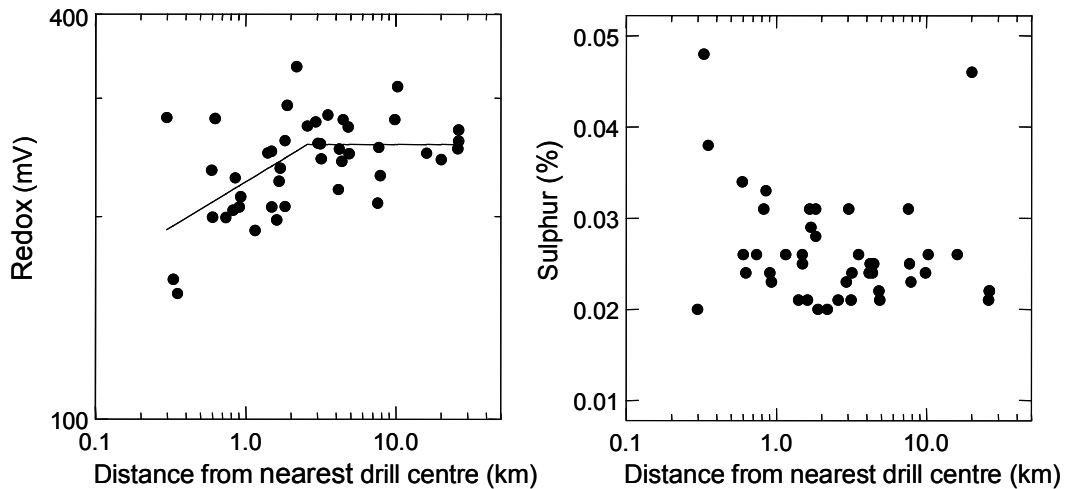 400
100
Redox (mV)
0.1 1.0 10.0
Distance from nearest drill centre (km)
0.05
0.04
0.03
0.02
0.01
Sulphur (%)
0.1 1.0 10.0
Distance from nearest drill centre (km)